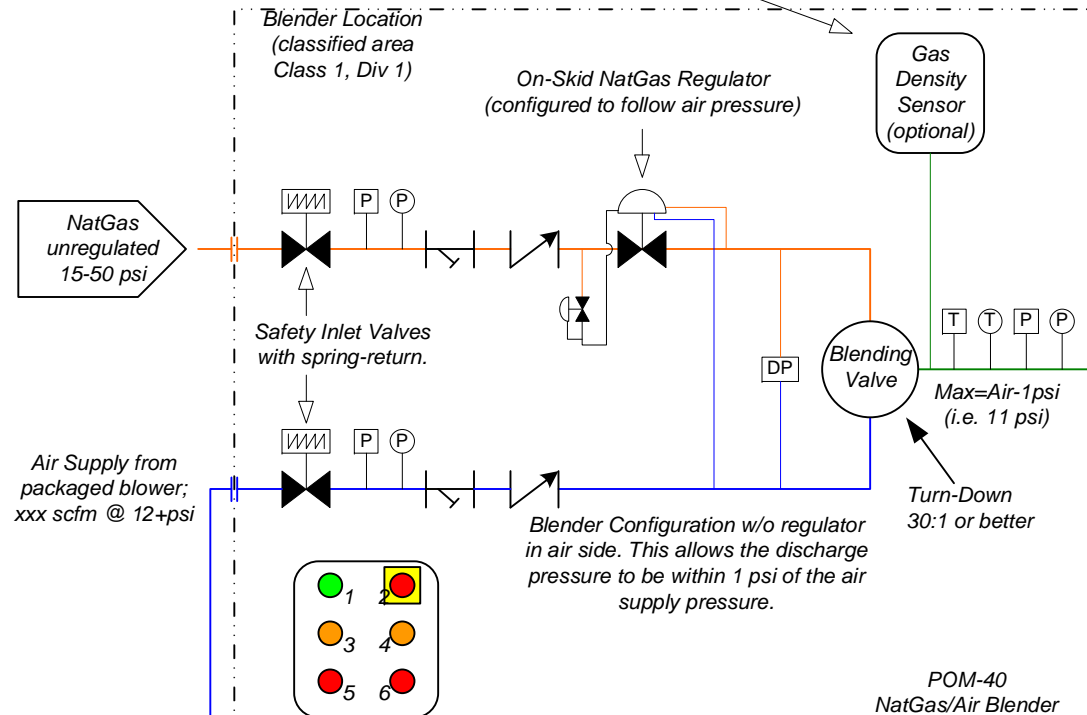 Blender Location
(classified area
Class 1, Div 1)
Gas
Density
Sensor
(optional)
On-Skid NatGas Regulator
(configured to follow air pressure)
P
P
NatGas
unregulated
15-50 psi
Safety Inlet Valves
with spring-return.
DP
Blending
Valve
T
T
P
P
Max=Air-1psi
(i.e. 11 psi)
P
P
Air Supply from
packaged blower;
xxx scfm @ 12+psi
Turn-Down
30:1 or better
Blender Configuration w/o regulator
in air side. This allows the discharge
pressure to be within 1 psi of the air
supply pressure.
1
2
3
4
5
6
POM-40
NatGas/Air Blender